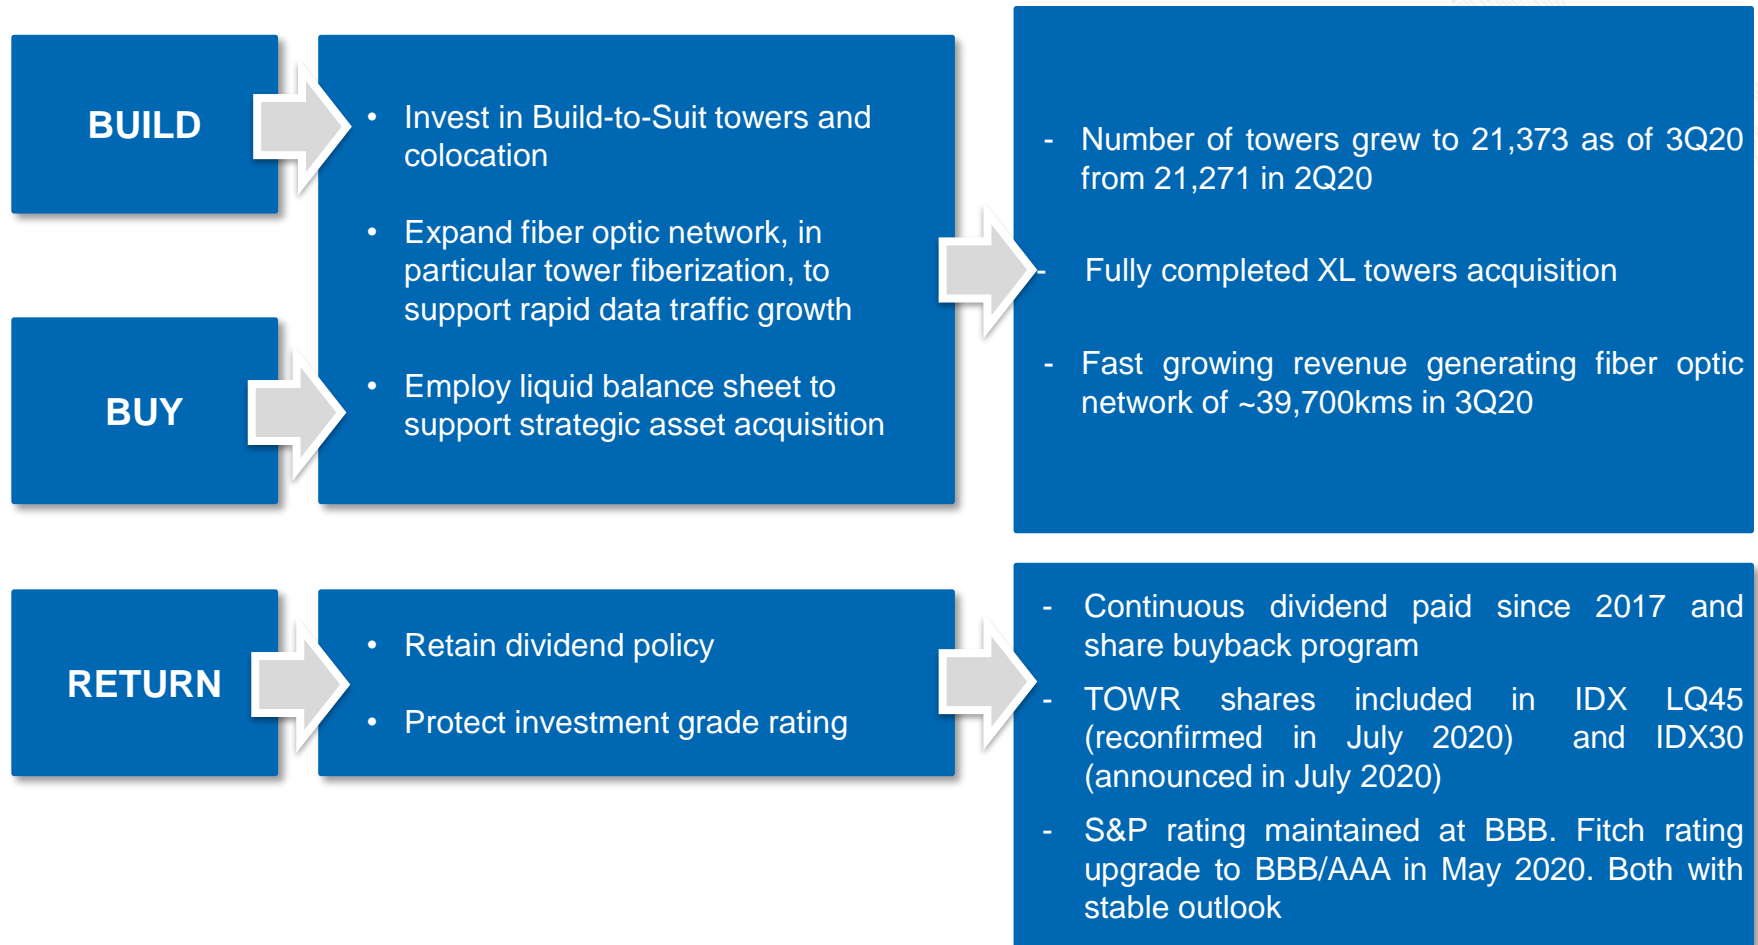 BUILD
• Invest in Build-to-Suit towers and
colocation
• Expand fiber optic network, in
particular tower fiberization, to
support rapid data traffic growth
BUY
• Employ liquid balance sheet to
support strategic asset acquisition
- Number of towers grew to 21,373 as of 3Q20
from 21,271 in 2Q20
- Fully completed XL towers acquisition
- Fast growing revenue generating fiber optic
network of ~39,700kms in 3Q20
RETURN
• Retain dividend policy
• Protect investment grade rating
- Continuous dividend paid since 2017 and
share buyback program
- TOWR shares included in IDX LQ45
(reconfirmed in July 2020) and IDX30
(announced in July 2020)
- S&P rating maintained at BBB. Fitch rating
upgrade to BBB/AAA in May 2020. Both with
stable outlook